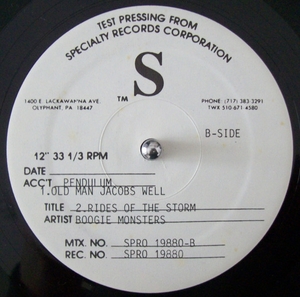 TEST PRESSING FROM
SPECIALTY RECORDS CORPORATION
S
TM
1400 E. LACKAWANNA AVE.
OLYPHANT, PA. 18447
PHONE: (717) 383 3291
TWX 510 671 4580
B-SIDE
12" 33 1/3 RPM
DATE
ACC'T PENDULUM
1.OLD MAN JACOBS WELL
TITLE 2.RIDES OF THE STORM
ARTIST BOOGIE MONSTERS
MTX. NO. SPRO 19880-B
REC. NO. SPRO 19880